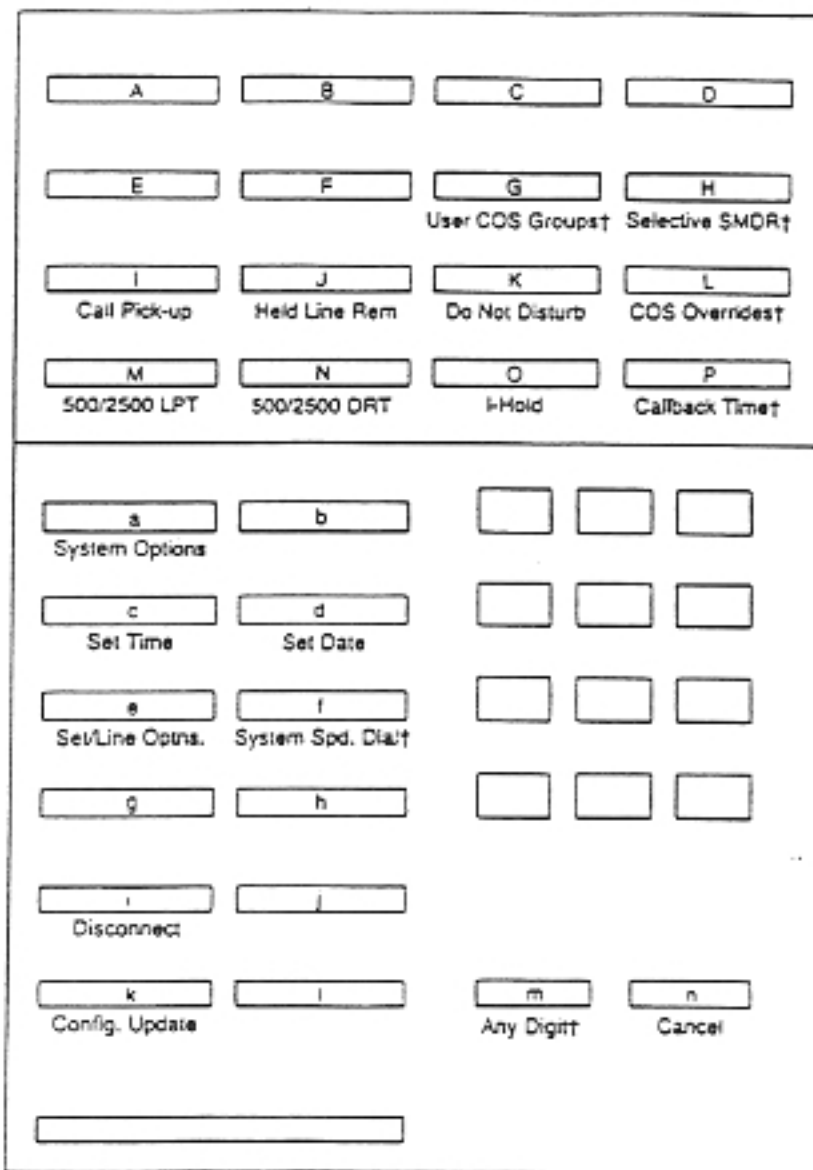 A B C D
E F G H
User COS Groups† Selective SMDR†
I J K L
Call Pick-up Held Line Rem Do Not Disturb COS Overrides†
M N O P
500/2500 LPT 500/2500 DRT I-Hold Callback Time†
a b
System Options
c d
Set Time Set Date
e f
Set/Line Optns. System Spd. Dial†
g h
i j
Disconnect
k l m n
Config. Update Any Digit† Cancel